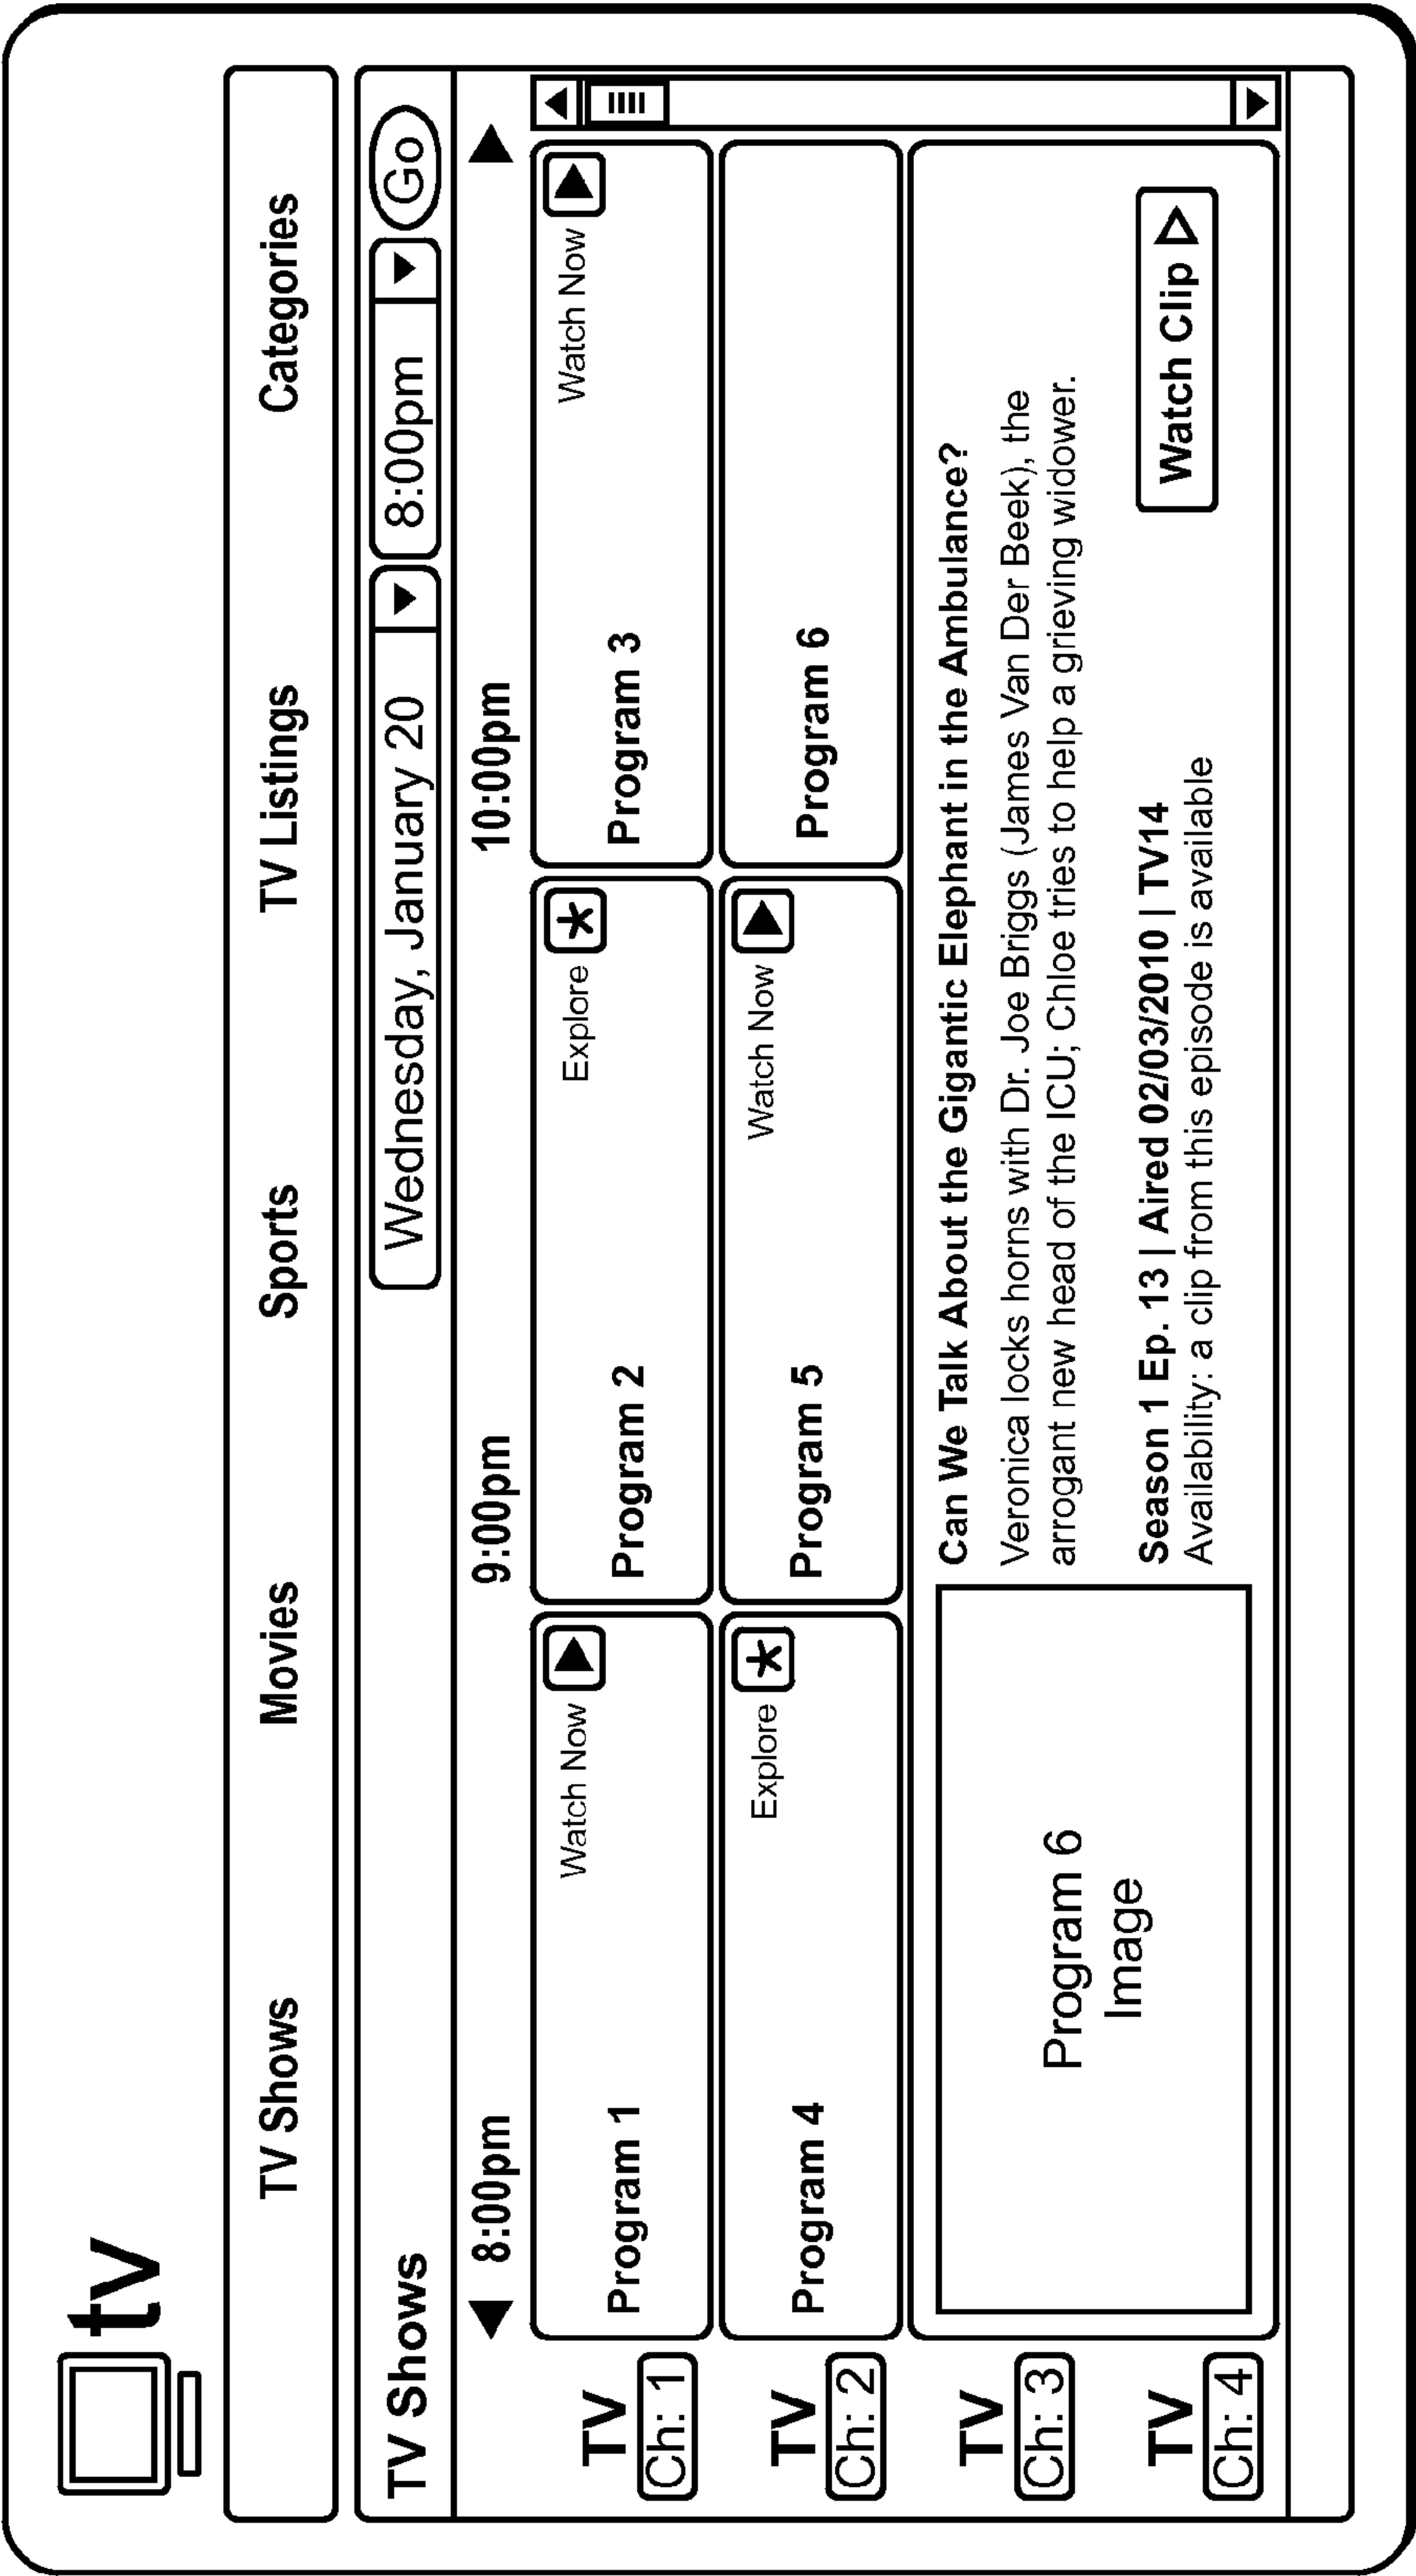 tv
TV Shows Movies Sports TV Listings Categories
TV Shows Wednesday, January 20 8:00pm Go
8:00pm 9:00pm 10:00pm
TV
Ch: 1
Program 1
Watch Now
Program 2
Explore
Program 3
Watch Now
TV
Ch: 2
Program 4
Explore
Program 5
Watch Now
Program 6
TV
Ch: 3
TV
Ch: 4
Program 6
Image
Can We Talk About the Gigantic Elephant in the Ambulance?
Veronica locks horns with Dr. Joe Briggs (James Van Der Beek), the
arrogant new head of the ICU; Chloe tries to help a grieving widower.
Season 1 Ep. 13 | Aired 02/03/2010 | TV14
Availability: a clip from this episode is available
Watch Clip